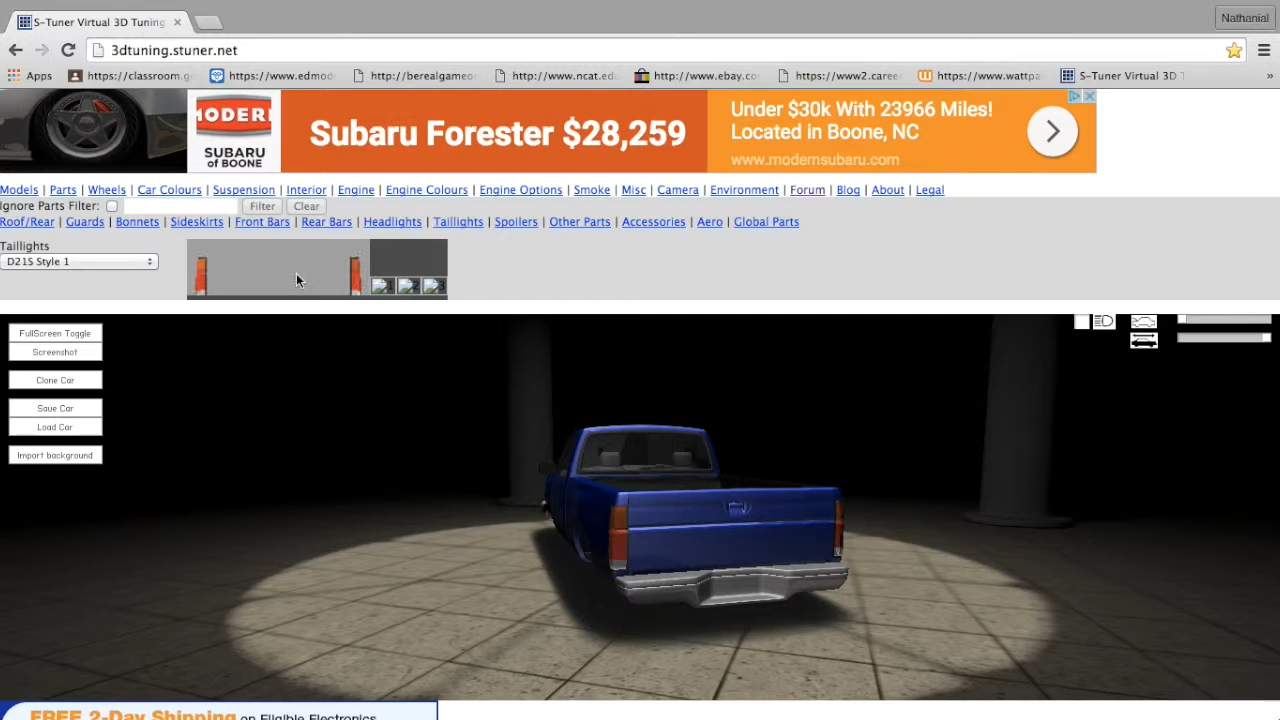 S-Tuner Virtual 3D Tuning
Nathanial
3dtuning.stuner.net
Apps https://classroom.g https://www.edmod http://berealgameo http://www.ncat.ed http://www.ebay.co https://www2.caree https://www.wattpa S-Tuner Virtual 3D T »
MODERN
SUBARU
of BOONE
Subaru Forester $28,259
Under $30k With 23966 Miles!
Located in Boone, NC
www.modernsubaru.com
Models | Parts | Wheels | Car Colours | Suspension | Interior | Engine | Engine Colours | Engine Options | Smoke | Misc | Camera | Environment | Forum | Blog | About | Legal
Ignore Parts Filter: Filter Clear
Roof/Rear | Guards | Bonnets | Sideskirts | Front Bars | Rear Bars | Headlights | Taillights | Spoilers | Other Parts | Accessories | Aero | Global Parts
Taillights
D21S Style 1
1 2 3
FullScreen Toggle
Screenshot
Clone Car
Save Car
Load Car
Import background
FREE 2-Day Shipping on Eligible Electronics